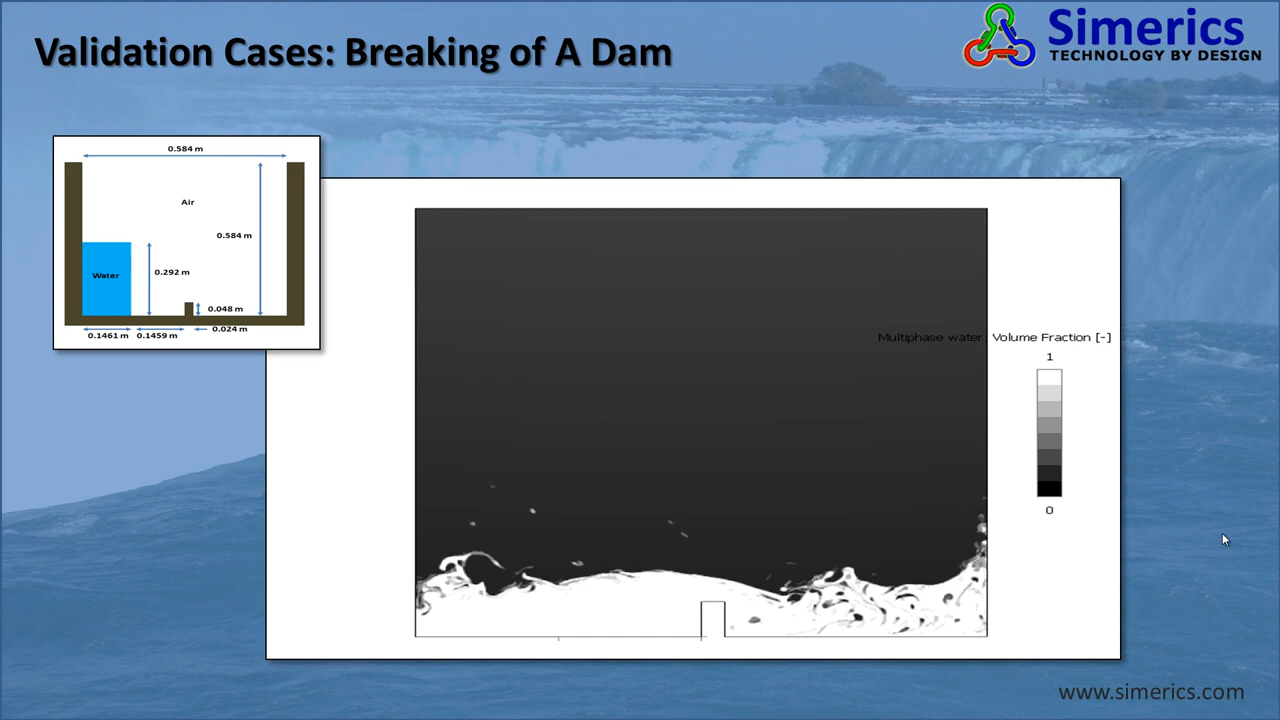 Validation Cases: Breaking of A Dam
Simerics
TECHNOLOGY BY DESIGN
0.584 m
Air
0.584 m
Water
0.292 m
0.048 m
0.024 m
0.1461 m 0.1459 m
Multiphase water: Volume Fraction [-]
1
0
www.simerics.com